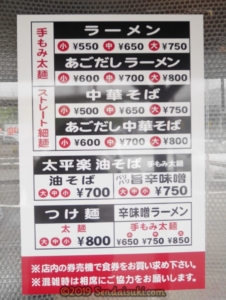 手もみ太麺
ラーメン
小 ¥550 中 ¥650 大 ¥750
あごだしラーメン
小 ¥600 中 ¥700 大 ¥800
ストレート細麺
中華そば
小 ¥500 中 ¥650 大 ¥750
あごだし中華そば
小 ¥600 中 ¥700 大 ¥800
太平楽 油そば 手もみ太麺
油そば
大 中 小 ¥700
旨辛味噌
大 中 小 ¥750
つけ麺
太麺
大 中 小 ¥800
辛味噌ラーメン
手もみ太麺
小 ¥650 中 ¥750 大 ¥850
※店内の券売機で食券をお買い求め下さい。
※混雑時は相席にご協力をお願いします。
©2019 Sendaisuki.com